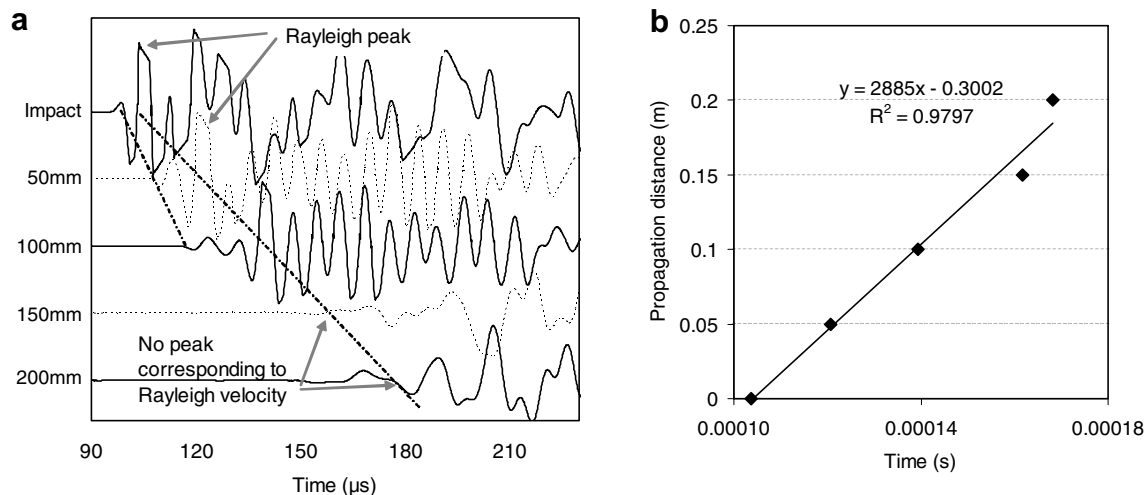 a
Rayleigh peak
Impact
50mm
100mm
150mm
200mm
No peak
corresponding to
Rayleigh velocity
90 120 150 180 210
Time (µs)
b
0.25
0.2
0.15
0.1
0.05
0
Propagation distance (m)
y = 2885x - 0.3002
R² = 0.9797
0.00010 0.00014 0.00018
Time (s)